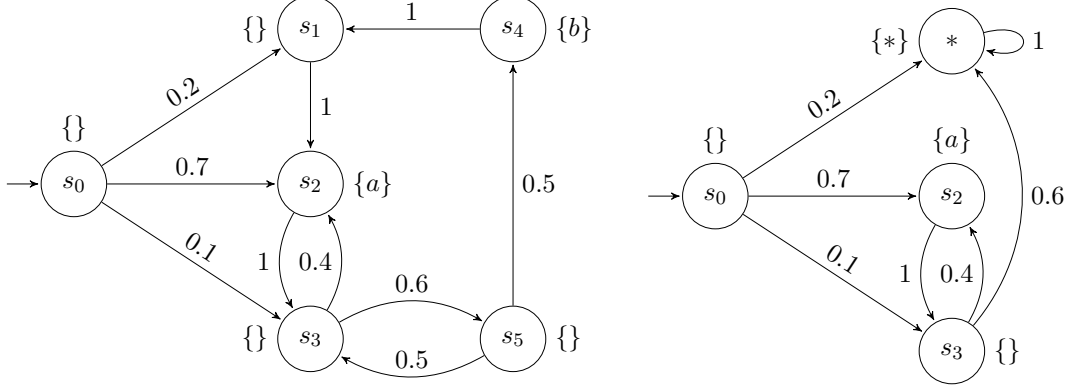 {} s₁ 1 s₄ {b}
0.2 1
{}
s₀ 0.7 s₂ {a} 0.5
0.1 1 0.4 0.6
{} s₃ s₅ {}
0.5
{*} * 1
0.2
{} {a}
s₀ 0.7 s₂ 0.6
0.1 1 0.4
s₃ {}